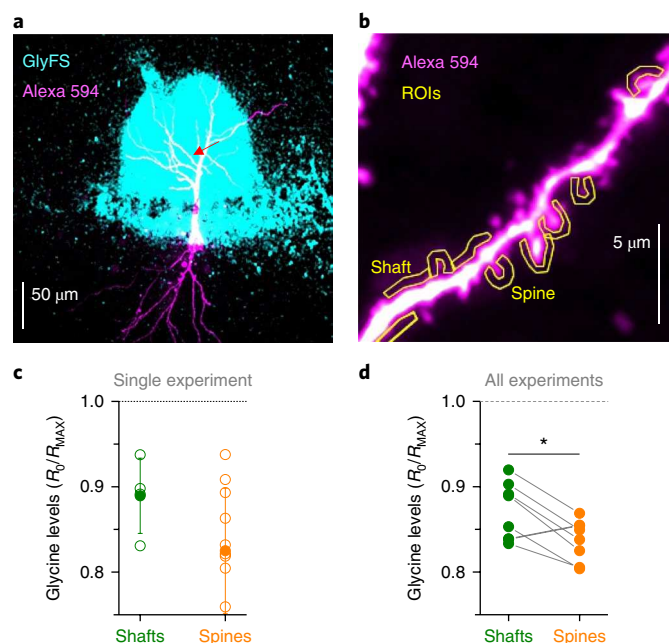 a
GlyFS
Alexa 594
50 μm
b
Alexa 594
ROIs
Shaft
Spine
5 μm
c
Single experiment
Glycine levels (R0/RMAX)
1.0
0.9
0.8
Shafts
Spines
d
All experiments
*
Glycine levels (R0/RMAX)
1.0
0.9
0.8
Shafts
Spines